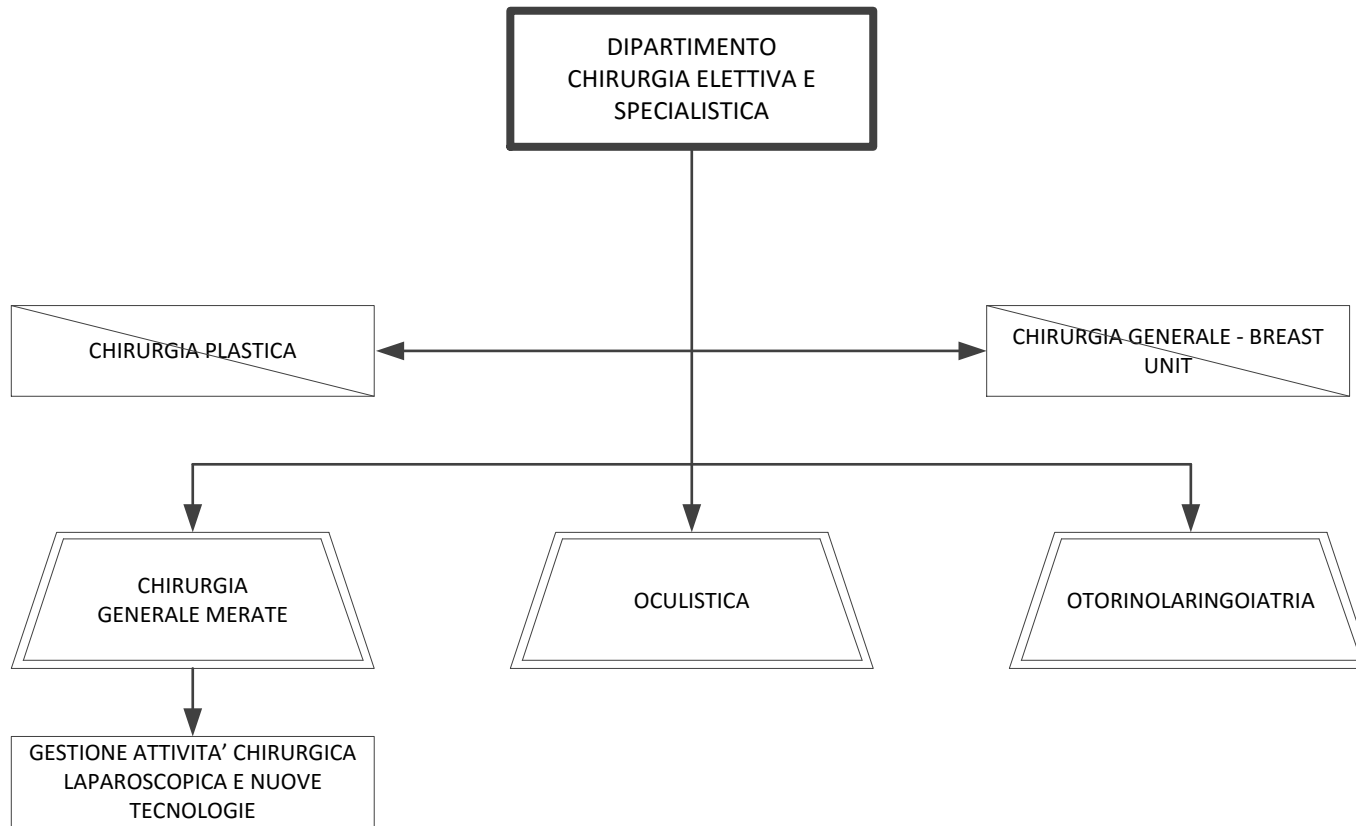 DIPARTIMENTO
CHIRURGIA ELETTIVA E
SPECIALISTICA
CHIRURGIA PLASTICA
CHIRURGIA GENERALE - BREAST
UNIT
CHIRURGIA
GENERALE MERATE
OCULISTICA
OTORINOLARINGOIATRIA
GESTIONE ATTIVITA’ CHIRURGICA
LAPAROSCOPICA E NUOVE
TECNOLOGIE